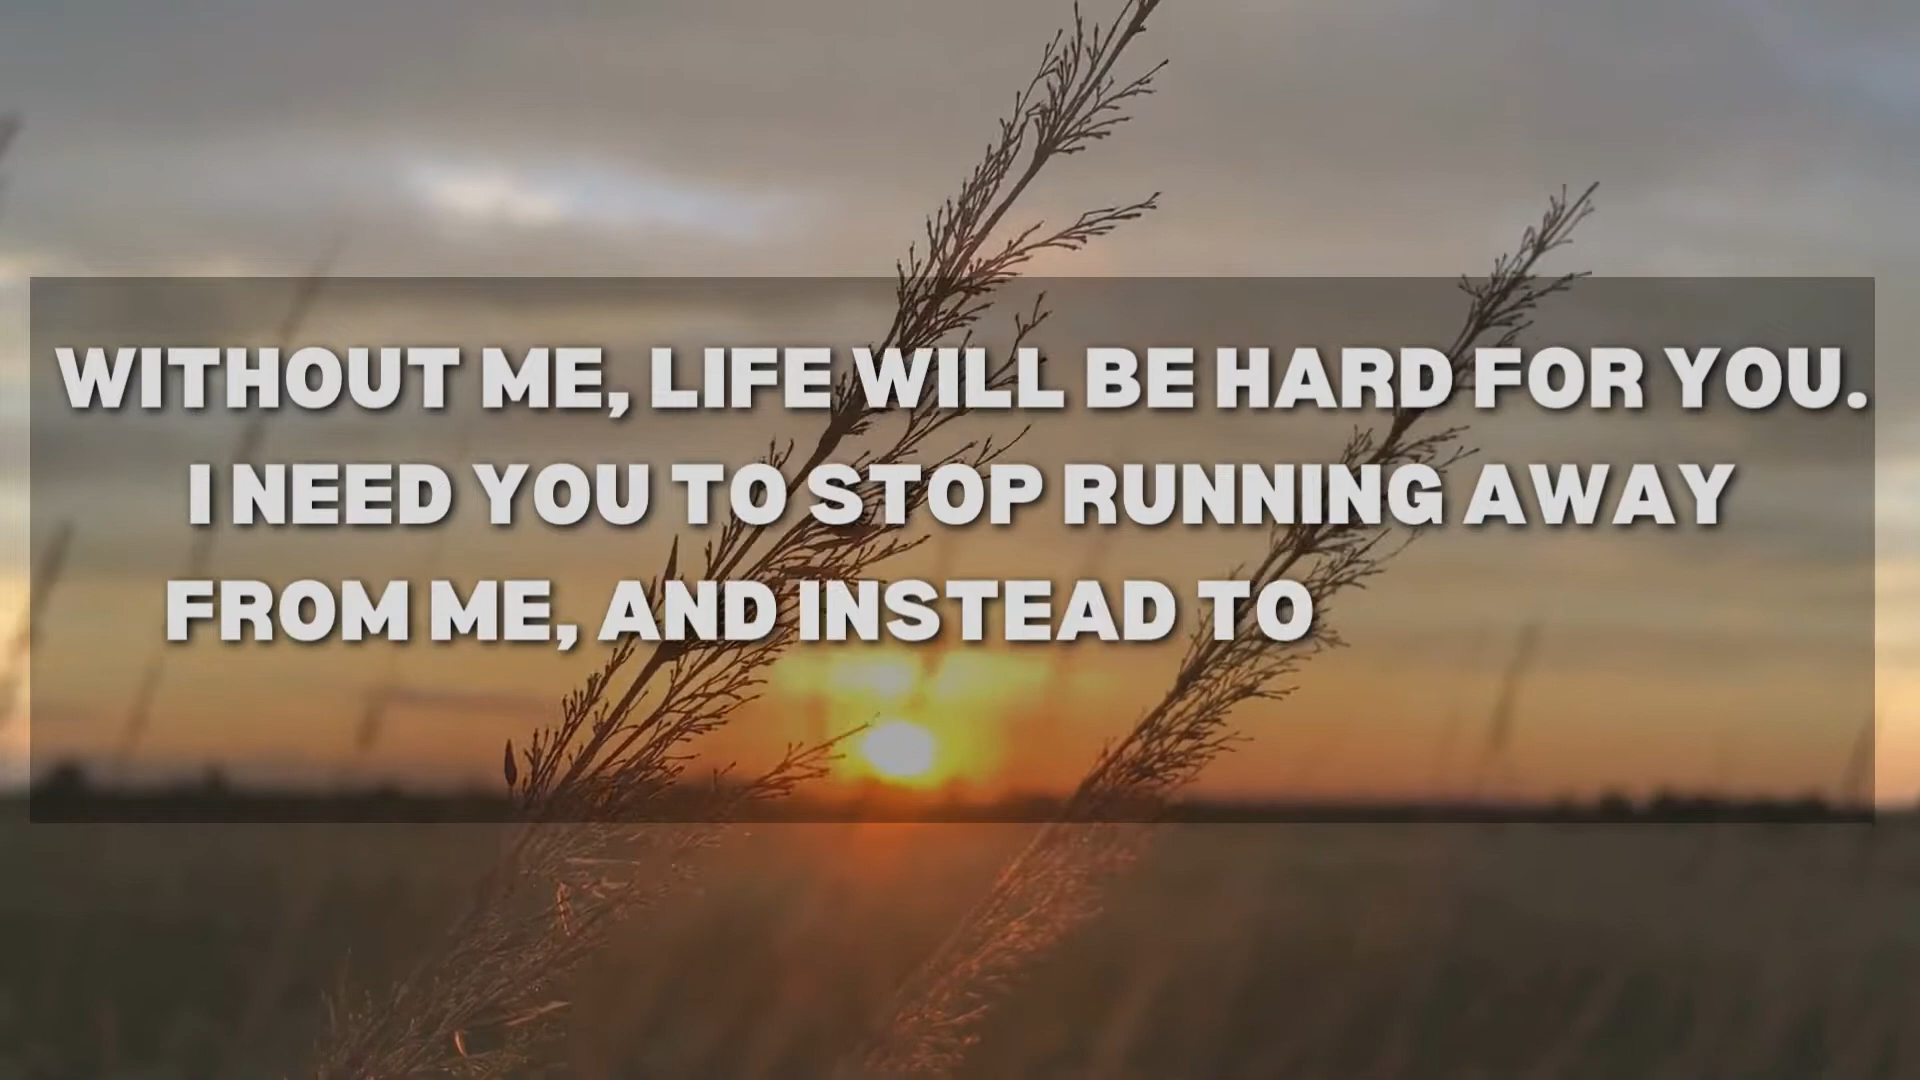 WITHOUT ME, LIFE WILL BE HARD FOR YOU.
I NEED YOU TO STOP RUNNING AWAY
FROM ME, AND INSTEAD TO